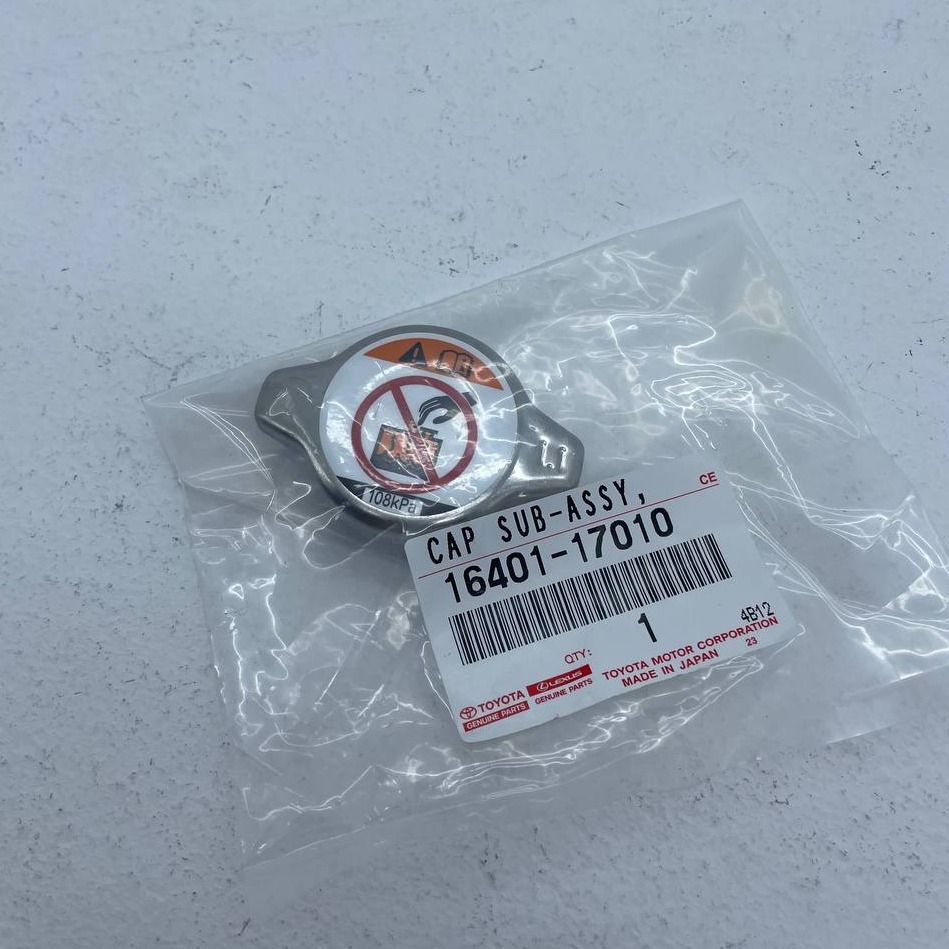 108kPa
CAP SUB-ASSY,
CE
16401-17010
1
4B12
QTY:
TOYOTA MOTOR CORPORATION
MADE IN JAPAN
23
TOYOTA
GENUINE PARTS
LEXUS
GENUINE PARTS